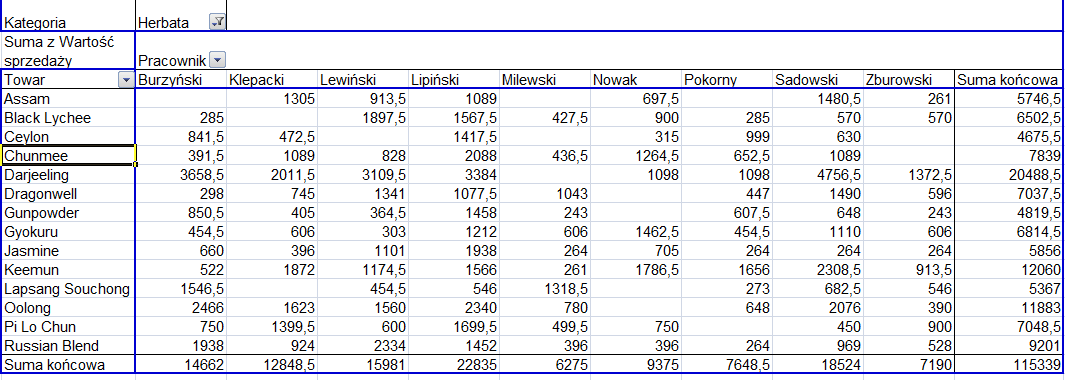 Kategoria Herbata
Suma z Wartość
sprzedaży Pracownik
Towar Burzyński Klepacki Lewiński Lipiński Milewski Nowak Pokorny Sadowski Zburowski Suma końcowa
Assam 1305 913,5 1089 697,5 1480,5 261 5746,5
Black Lychee 285 1897,5 1567,5 427,5 900 285 570 570 6502,5
Ceylon 841,5 472,5 1417,5 315 999 630 4675,5
Chunmee 391,5 1089 828 2088 436,5 1264,5 652,5 1089 7839
Darjeeling 3658,5 2011,5 3109,5 3384 1098 1098 4756,5 1372,5 20488,5
Dragonwell 298 745 1341 1077,5 1043 447 1490 596 7037,5
Gunpowder 850,5 405 364,5 1458 243 607,5 648 243 4819,5
Gyokuru 454,5 606 303 1212 606 1462,5 454,5 1110 606 6814,5
Jasmine 660 396 1101 1938 264 705 264 264 264 5856
Keemun 522 1872 1174,5 1566 261 1786,5 1656 2308,5 913,5 12060
Lapsang Souchong 1546,5 454,5 546 1318,5 273 682,5 546 5367
Oolong 2466 1623 1560 2340 780 648 2076 390 11883
Pi Lo Chun 750 1399,5 600 1699,5 499,5 750 450 900 7048,5
Russian Blend 1938 924 2334 1452 396 396 264 969 528 9201
Suma końcowa 14662 12848,5 15981 22835 6275 9375 7648,5 18524 7190 115339